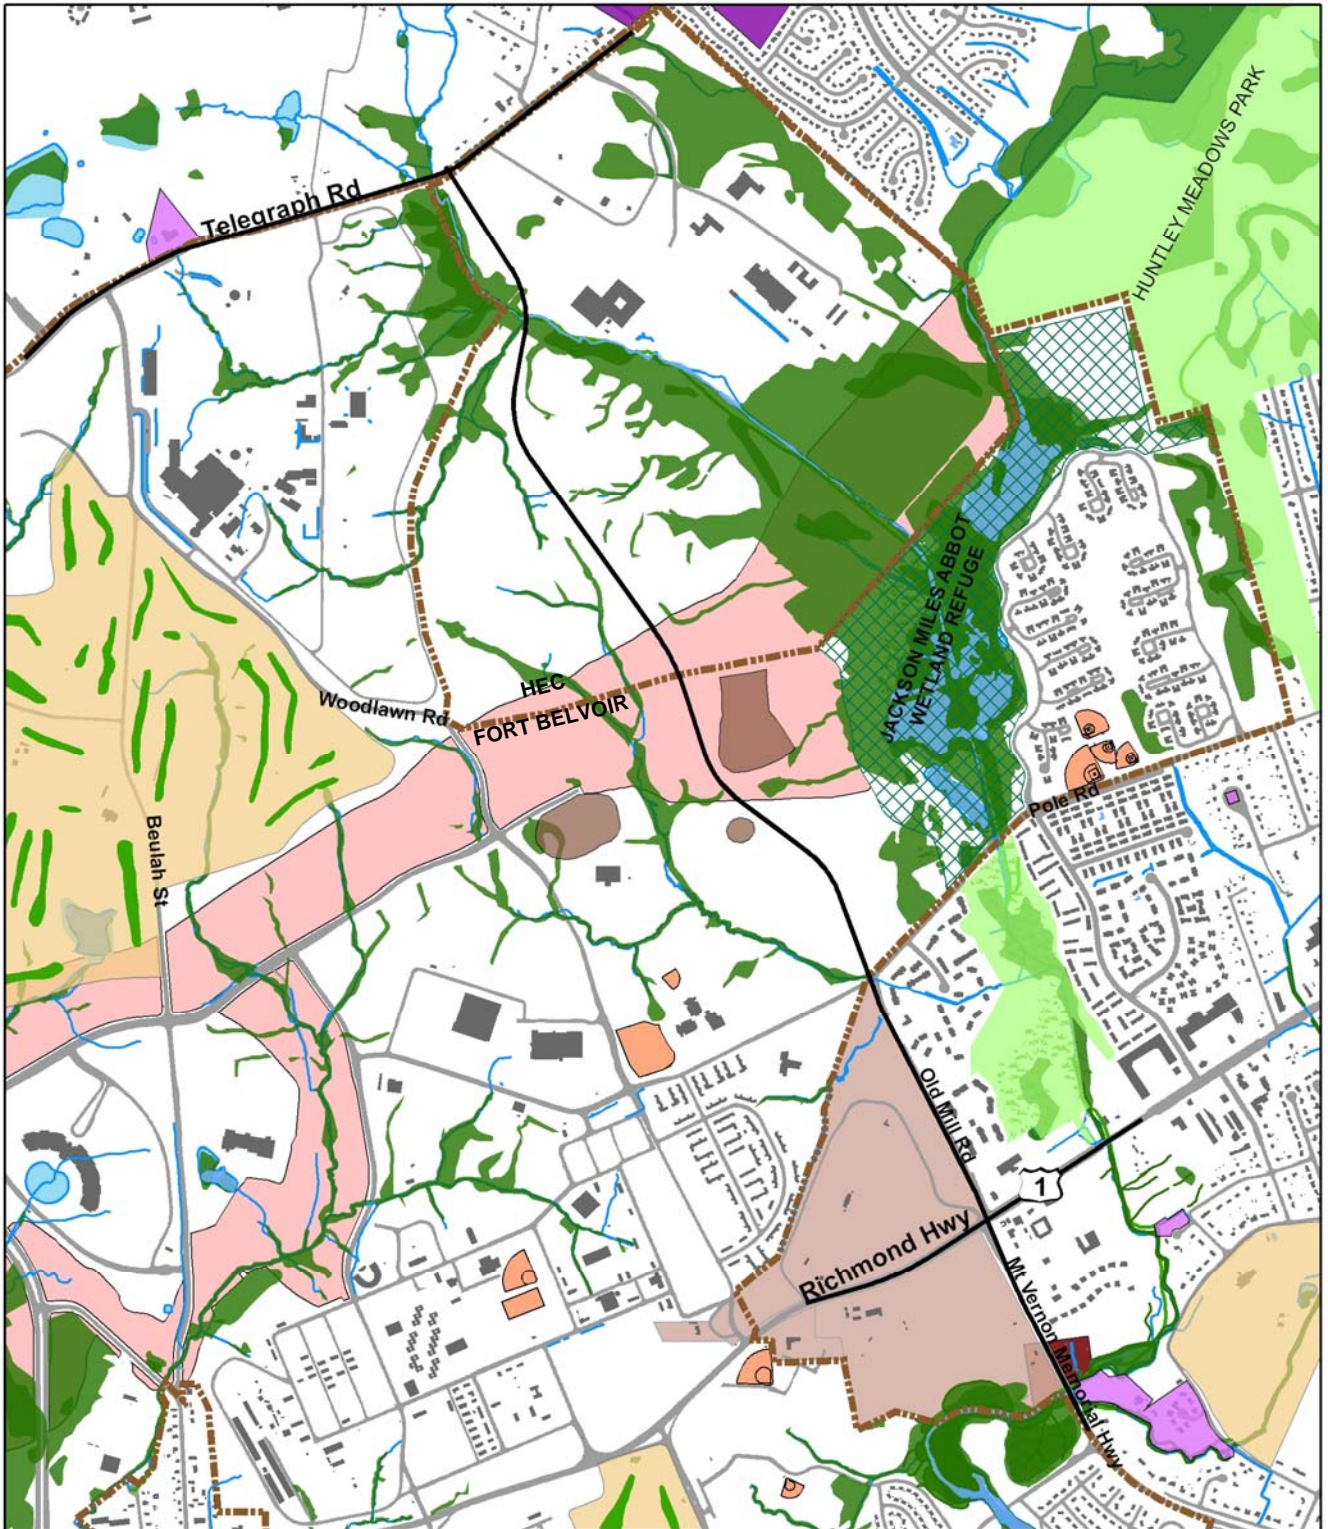 HUNTLEY MEADOWS PARK
Telegraph Rd
JACKSON MILES ABBOT
WETLAND REFUGE
HEC
FORT BELVOIR
Woodlawn Rd
Pole Rd
Beulah St
Old Mill Rd
1
Richmond Hwy
Mt Vernon Memorial Hwy